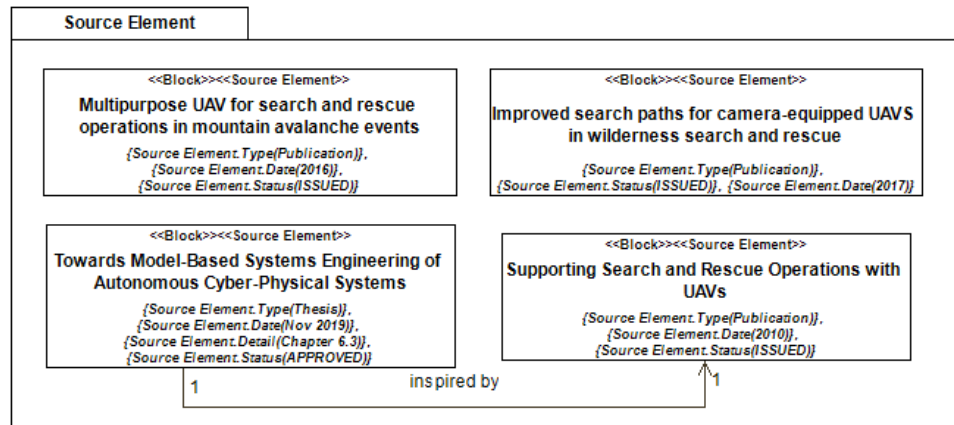 Source Element
<<Block>><<Source Element>>
Multipurpose UAV for search and rescue
operations in mountain avalanche events
{Source Element.Type(Publication)},
{Source Element.Date(2016)},
{Source Element.Status(ISSUED)}
<<Block>><<Source Element>>
Improved search paths for camera-equipped UAVS
in wilderness search and rescue
{Source Element.Type(Publication)},
{Source Element.Status(ISSUED)}, {Source Element.Date(2017)}
<<Block>><<Source Element>>
Towards Model-Based Systems Engineering of
Autonomous Cyber-Physical Systems
{Source Element.Type(Thesis)},
{Source Element.Date(Nov 2019)},
{Source Element.Detail(Chapter 6.3)},
{Source Element.Status(APPROVED)}
<<Block>><<Source Element>>
Supporting Search and Rescue Operations with
UAVs
{Source Element.Type(Publication)},
{Source Element.Date(2010)},
{Source Element.Status(ISSUED)}
1
inspired by
1